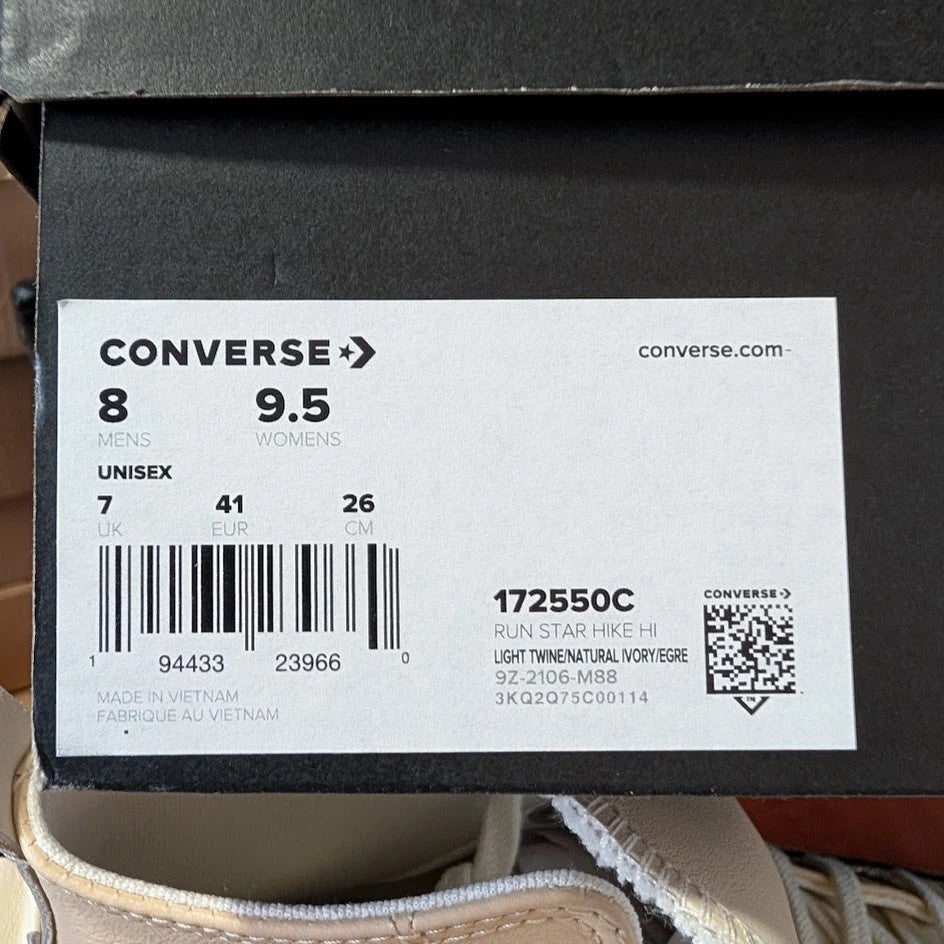 CONVERSE
converse.com
8 9.5
MENS WOMENS
UNISEX
7 41 26
UK EUR CM
1 94433 23966 0
MADE IN VIETNAM
FABRIQUE AU VIETNAM
172550C
RUN STAR HIKE HI
LIGHT TWINE/NATURAL IVORY/EGRE
9Z-2106-M88
3KQ2Q75C00114
CONVERSE